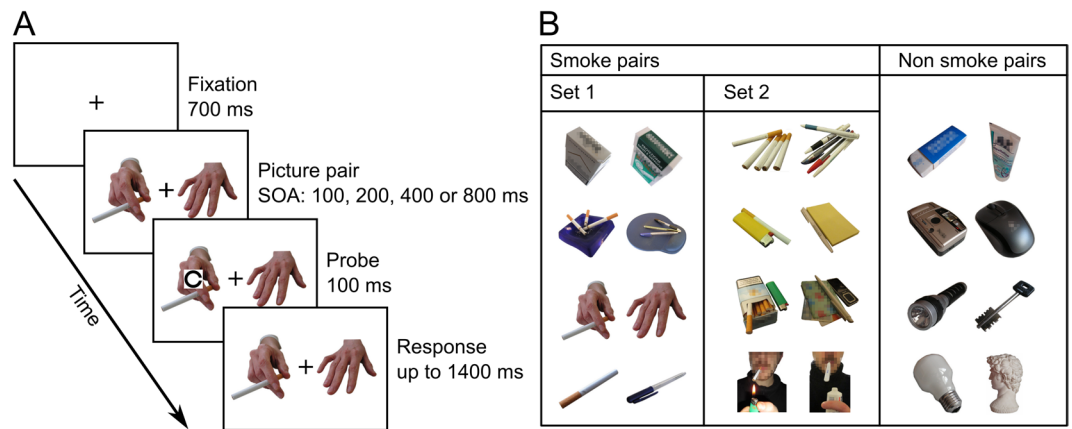 A
Fixation
700 ms
Picture pair
SOA: 100, 200, 400 or 800 ms
Probe
100 ms
Response
up to 1400 ms
Time
B
Smoke pairs
Non smoke pairs
Set 1
Set 2